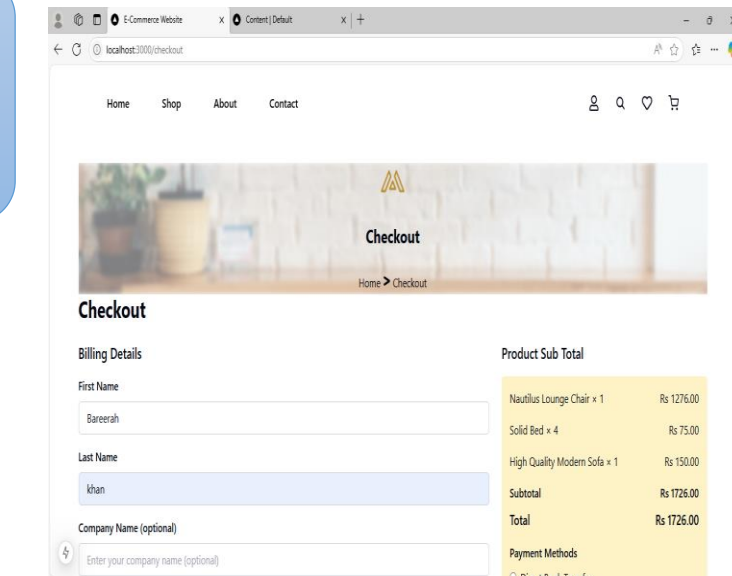 E-Commerce Website
Content | Default
localhost:3000/checkout
Home Shop About Contact
Checkout
Home > Checkout
Checkout
Billing Details
First Name
Bareerah
Last Name
khan
Company Name (optional)
Enter your company name (optional)
Product Sub Total
Nautilus Lounge Chair × 1 Rs 1276.00
Solid Bed × 4 Rs 75.00
High Quality Modern Sofa × 1 Rs 150.00
Subtotal Rs 1726.00
Total Rs 1726.00
Payment Methods